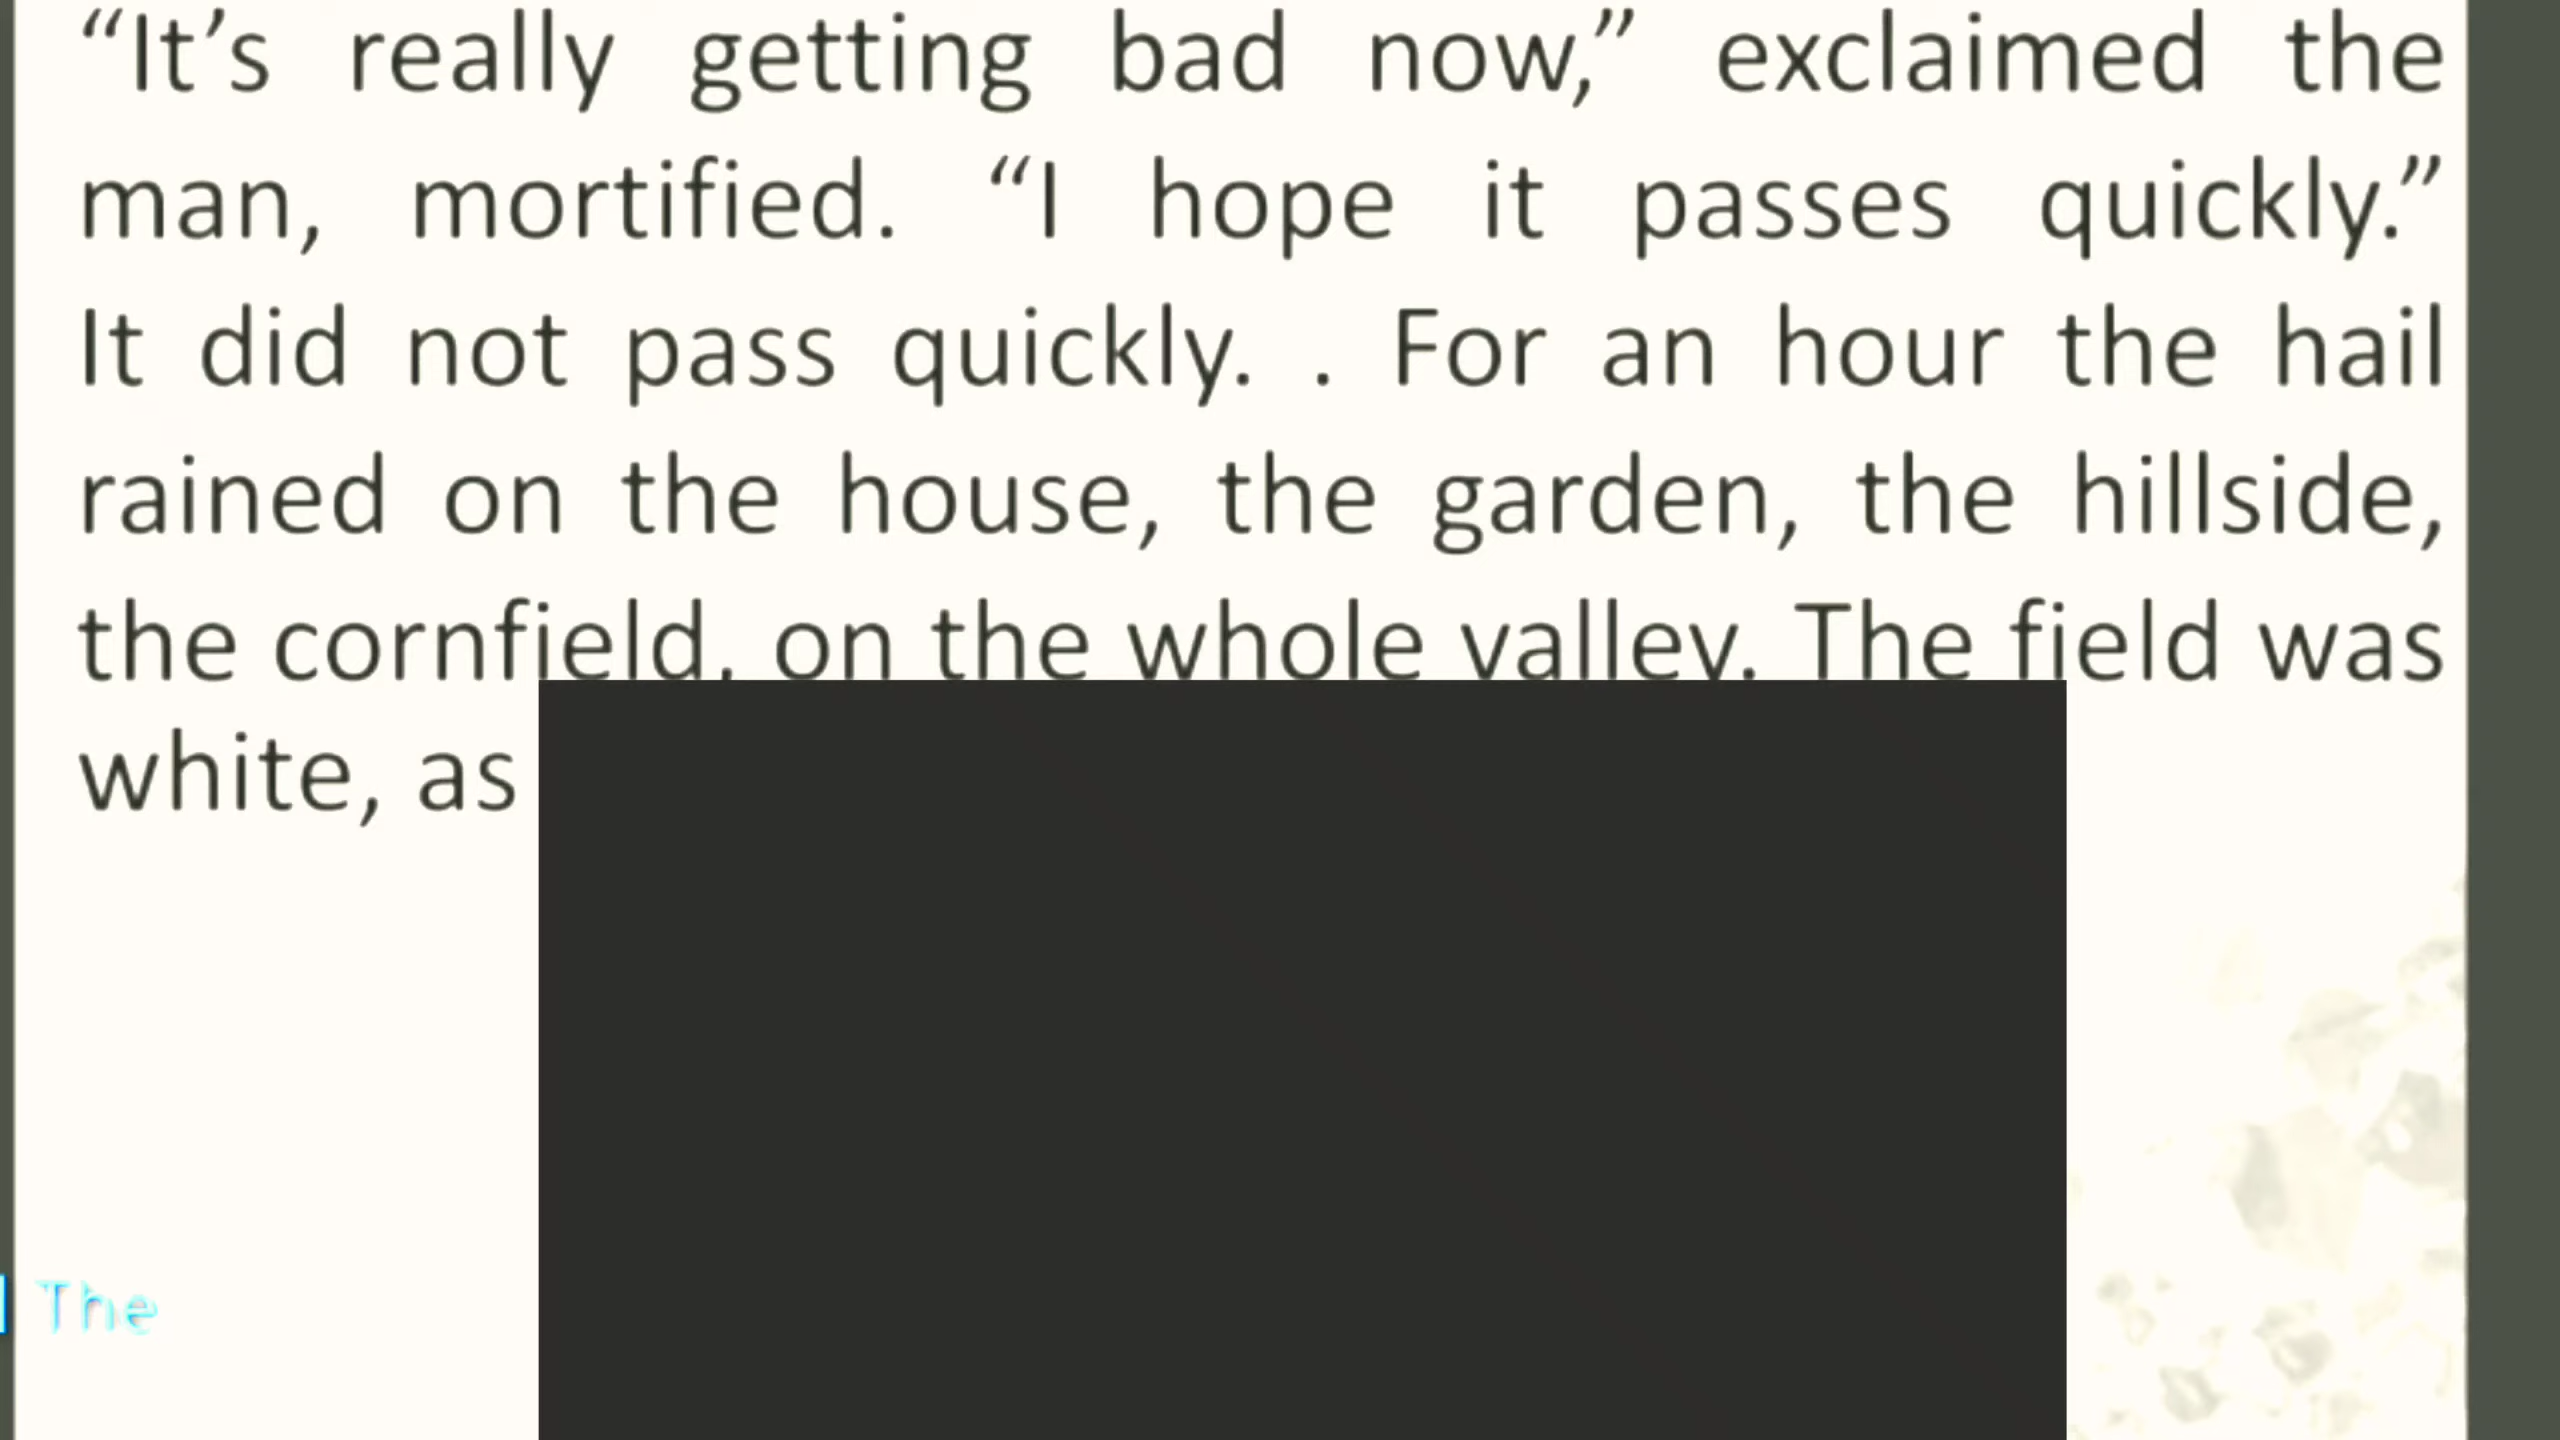 “It’s really getting bad now,” exclaimed the
man, mortified. “I hope it passes quickly.”
It did not pass quickly. . For an hour the hail
rained on the house, the garden, the hillside,
the cornfield, on the whole valley. The field was
white, as
The